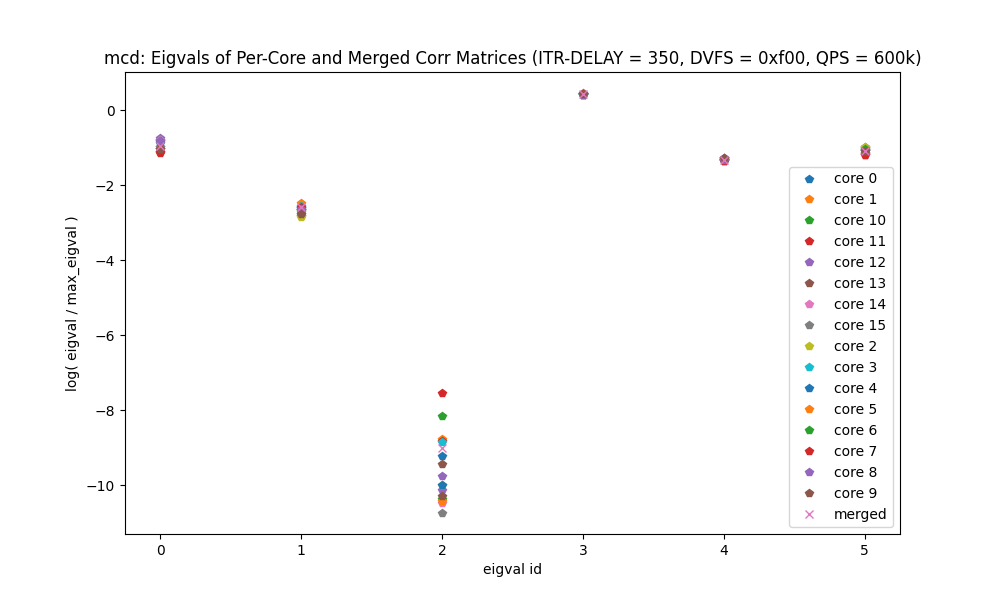 mcd: Eigvals of Per-Core and Merged Corr Matrices (ITR-DELAY = 350, DVFS = 0xf00, QPS = 600k)
log( eigval / max_eigval )
0
−2
−4
−6
−8
−10
0 1 2 3 4 5
eigval id
core 0
core 1
core 10
core 11
core 12
core 13
core 14
core 15
core 2
core 3
core 4
core 5
core 6
core 7
core 8
core 9
merged